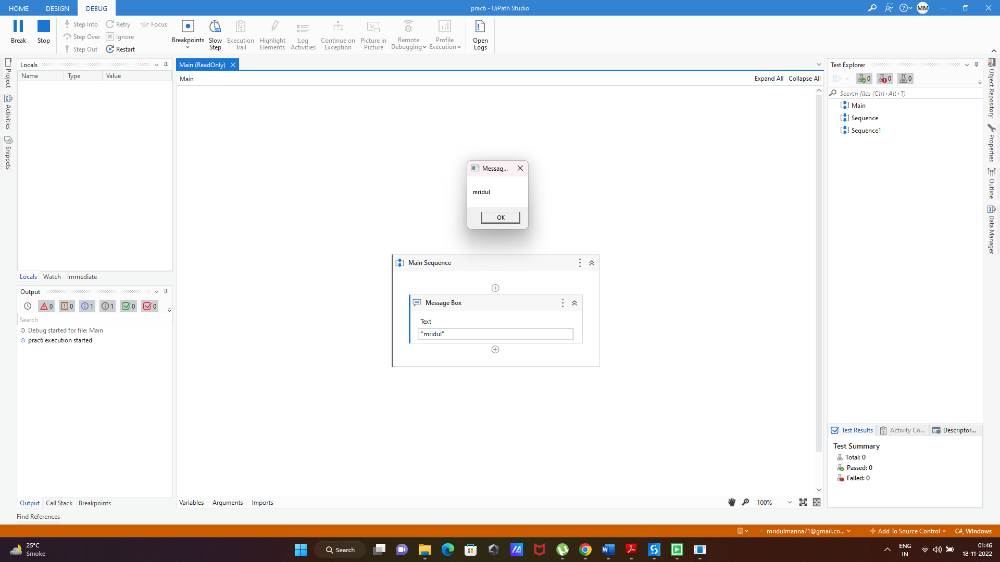 HOME DESIGN DEBUG prac6 - UiPath Studio MM
Break Stop Step Into Step Over Step Out Retry Ignore Restart Focus Breakpoints Slow Step Execution Trail Highlight Elements Log Activities Continue on Exception Picture in Picture Remote Debugging Profile Execution Open Logs
Project
Activities
Snippets
Locals
Name Type Value
Locals Watch Immediate
Output
0 0 1 1 0 0
Search
Debug started for file: Main
prac6 execution started
Output Call Stack Breakpoints
Find References
Main (ReadOnly)
Main Expand All Collapse All
Messag...
mridul
OK
Main Sequence
Message Box
Text
"mridul"
Variables Arguments Imports 100%
Test Explorer
0 0 0
Search files (Ctrl+Alt+T)
Main
Sequence
Sequence1
Test Results Activity Co... Descriptor...
Test Summary
Total: 0
Passed: 0
Failed: 0
Object Repository
Properties
Outline
Data Manager
mridulmanna71@gmail.co... Add To Source Control C#, Windows
25°C
Smoke
Search
ENG
IN
01:46
18-11-2022